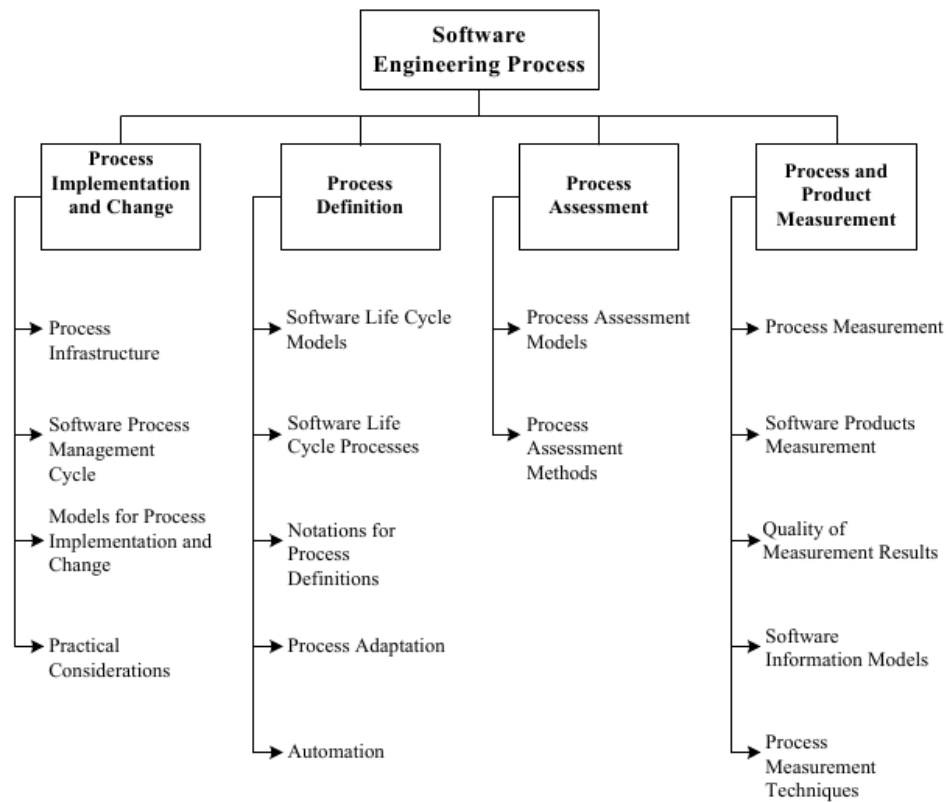 Software
Engineering Process
Process
Implementation
and Change
Process
Infrastructure
Software Process
Management
Cycle
Models for Process
Implementation and
Change
Practical
Considerations
Process
Definition
Software Life Cycle
Models
Software Life
Cycle Processes
Notations for
Process
Definitions
Process Adaptation
Automation
Process
Assessment
Process Assessment
Models
Process
Assessment
Methods
Process and
Product
Measurement
Process Measurement
Software Products
Measurement
Quality of
Measurement Results
Software
Information Models
Process
Measurement
Techniques